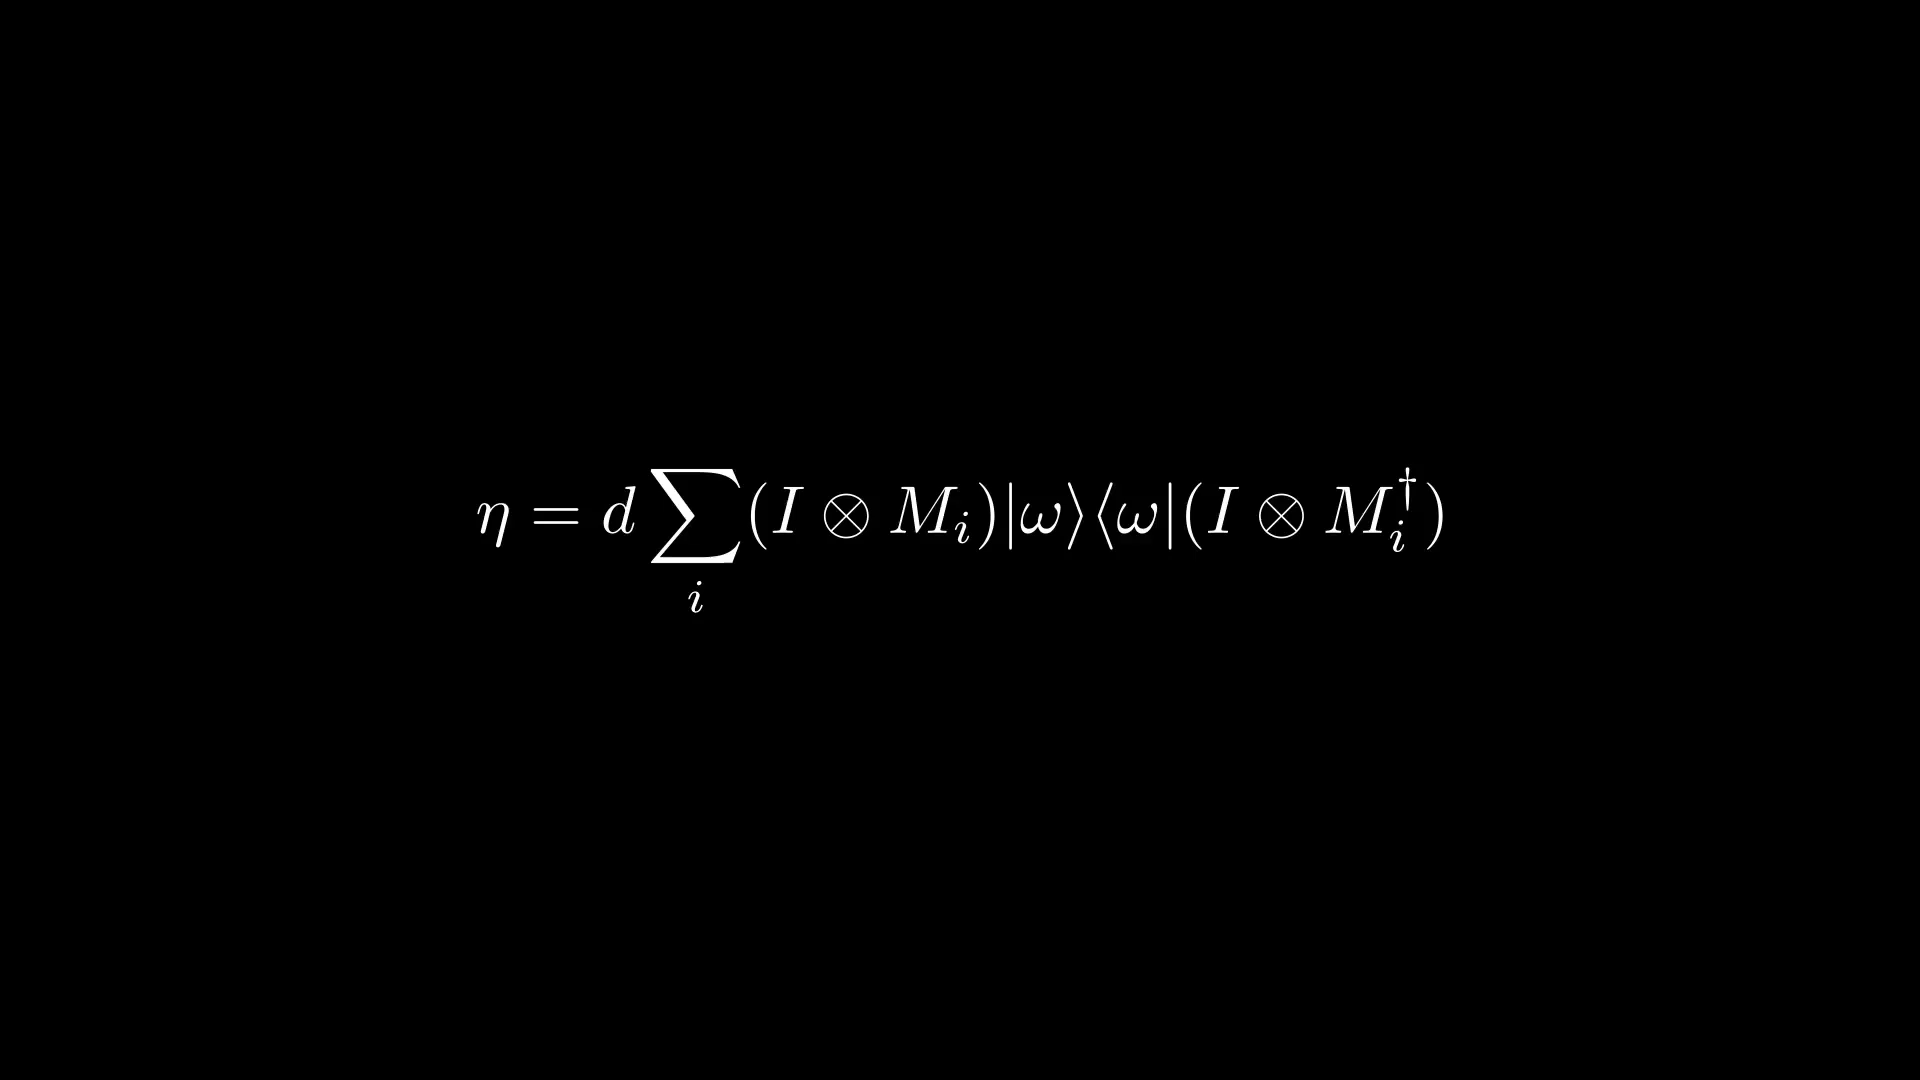 η = d∑_i(I ⊗ M_i)|ω⟩⟨ω|(I ⊗ M_i^†)